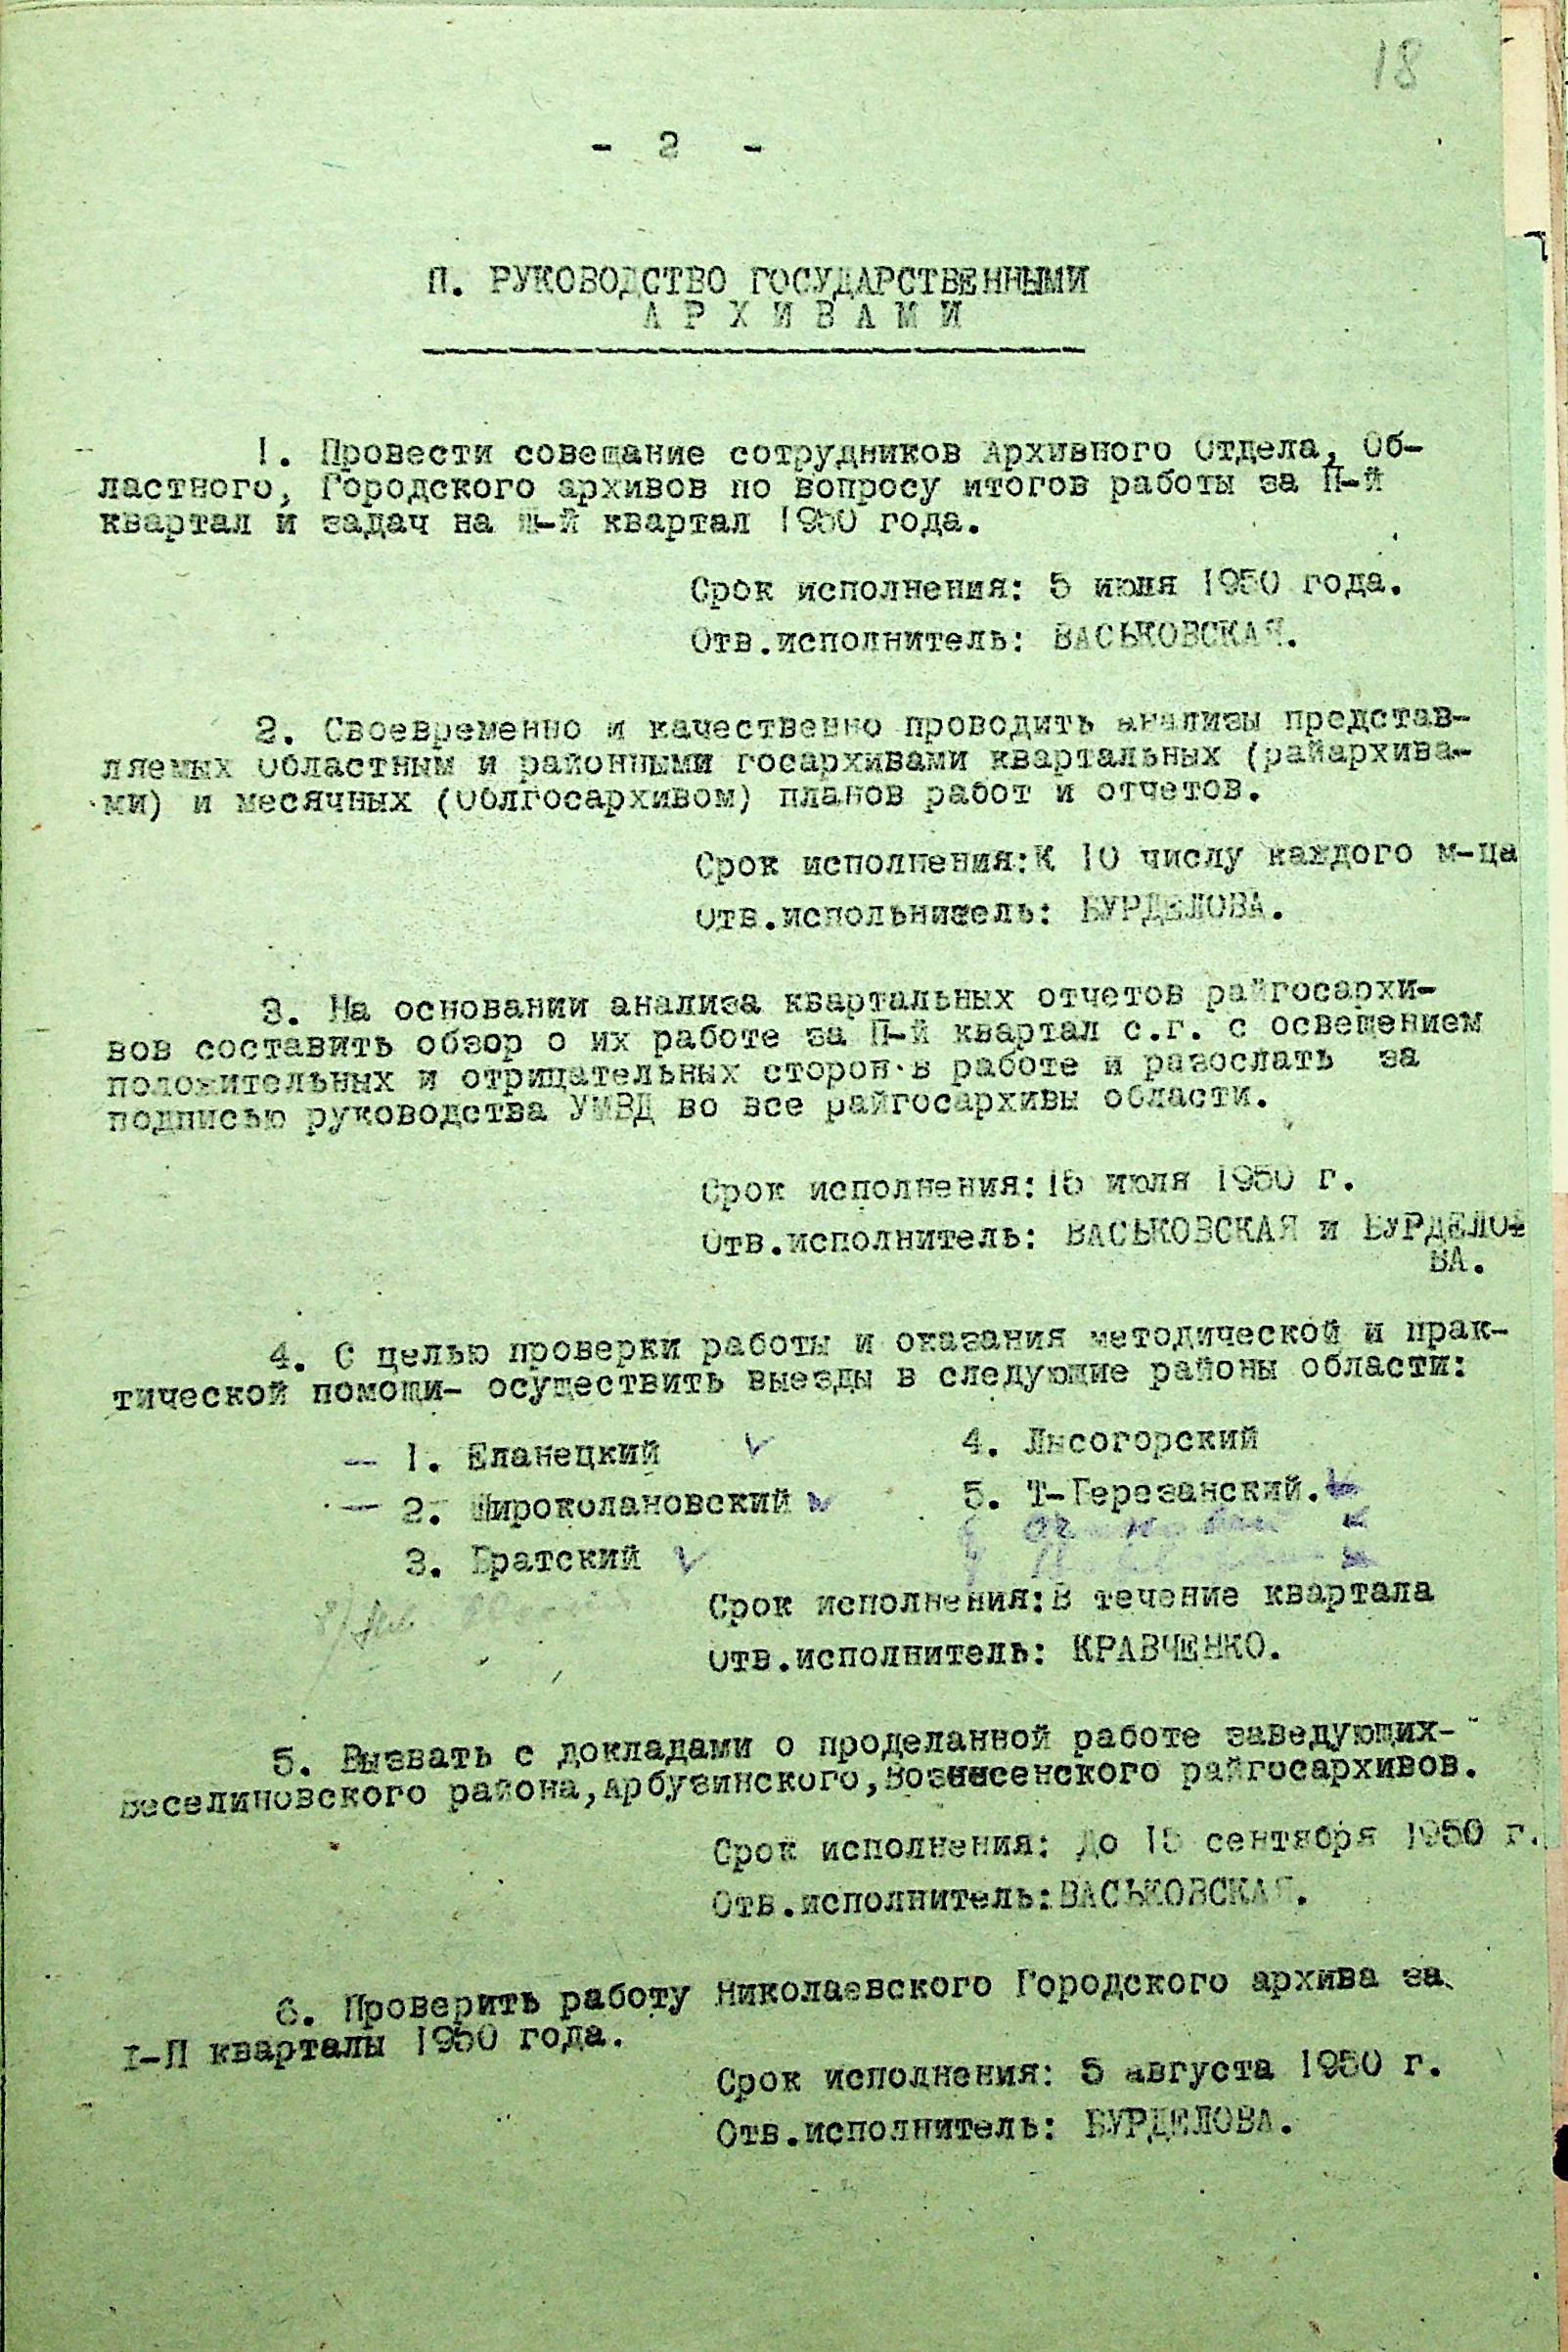 18
- 2 -
П. РУКОВОДСТВО ГОСУДАРСТВЕННЫМИ
А Р Х И В А М И
1. Провести совещание сотрудников Архивного Отдела, Об-
ластного, Городского архивов по вопросу итогов работы за П-й
квартал и задач на Ш-й квартал 1950 года.
Срок исполнения: 5 июля 1950 года.
Отв.исполнитель: ВАСЬКОВСКАЯ.
2. Своевременно и качественно проводить анализы представ-
ляемых Областным и районными госархивами квартальных (райархива-
ми) и месячных (Облгосархивом) планов работ и отчетов.
Срок исполнения:К 10 числу каждого м-ца
Отв.испольнитель: БУРДЕЛОВА.
3. На основании анализа квартальных отчетов райгосархи-
вов составить обзор о их работе за П-й квартал с.г. с освещением
положительных и отрицательных сторон в работе и разослать за
подписью руководства УМВД во все райгосархивы области.
Срок исполнения:15 июля 1950 г.
Отв.исполнитель: ВАСЬКОВСКАЯ и БУРДЕЛО-
ВА.
4. С целью проверки работы и оказания методической и прак-
тической помощи- осуществить выезды в следующие районы области:
— 1. Еланецкий ✓ 4. Лысогорский
— 2. Широколановский ✓ 5. Т-Березанский. ✓
3. Братский ✓
Срок исполнения:В течение квартала
Отв.исполнитель: КРАВЧЕНКО.
5. Вызвать с докладами о проделанной работе заведующих-
Веселиновского района,Арбузинского,Вознесенского райгосархивов.
Срок исполнения: До 15 сентября 1950 г.
Отв.исполнитель:ВАСЬКОВСКАЯ.
6. Проверить работу Николаевского Городского архива за
I-П кварталы 1950 года.
Срок исполнения: 5 августа 1950 г.
Отв.исполнитель: БУРДЕЛОВА.